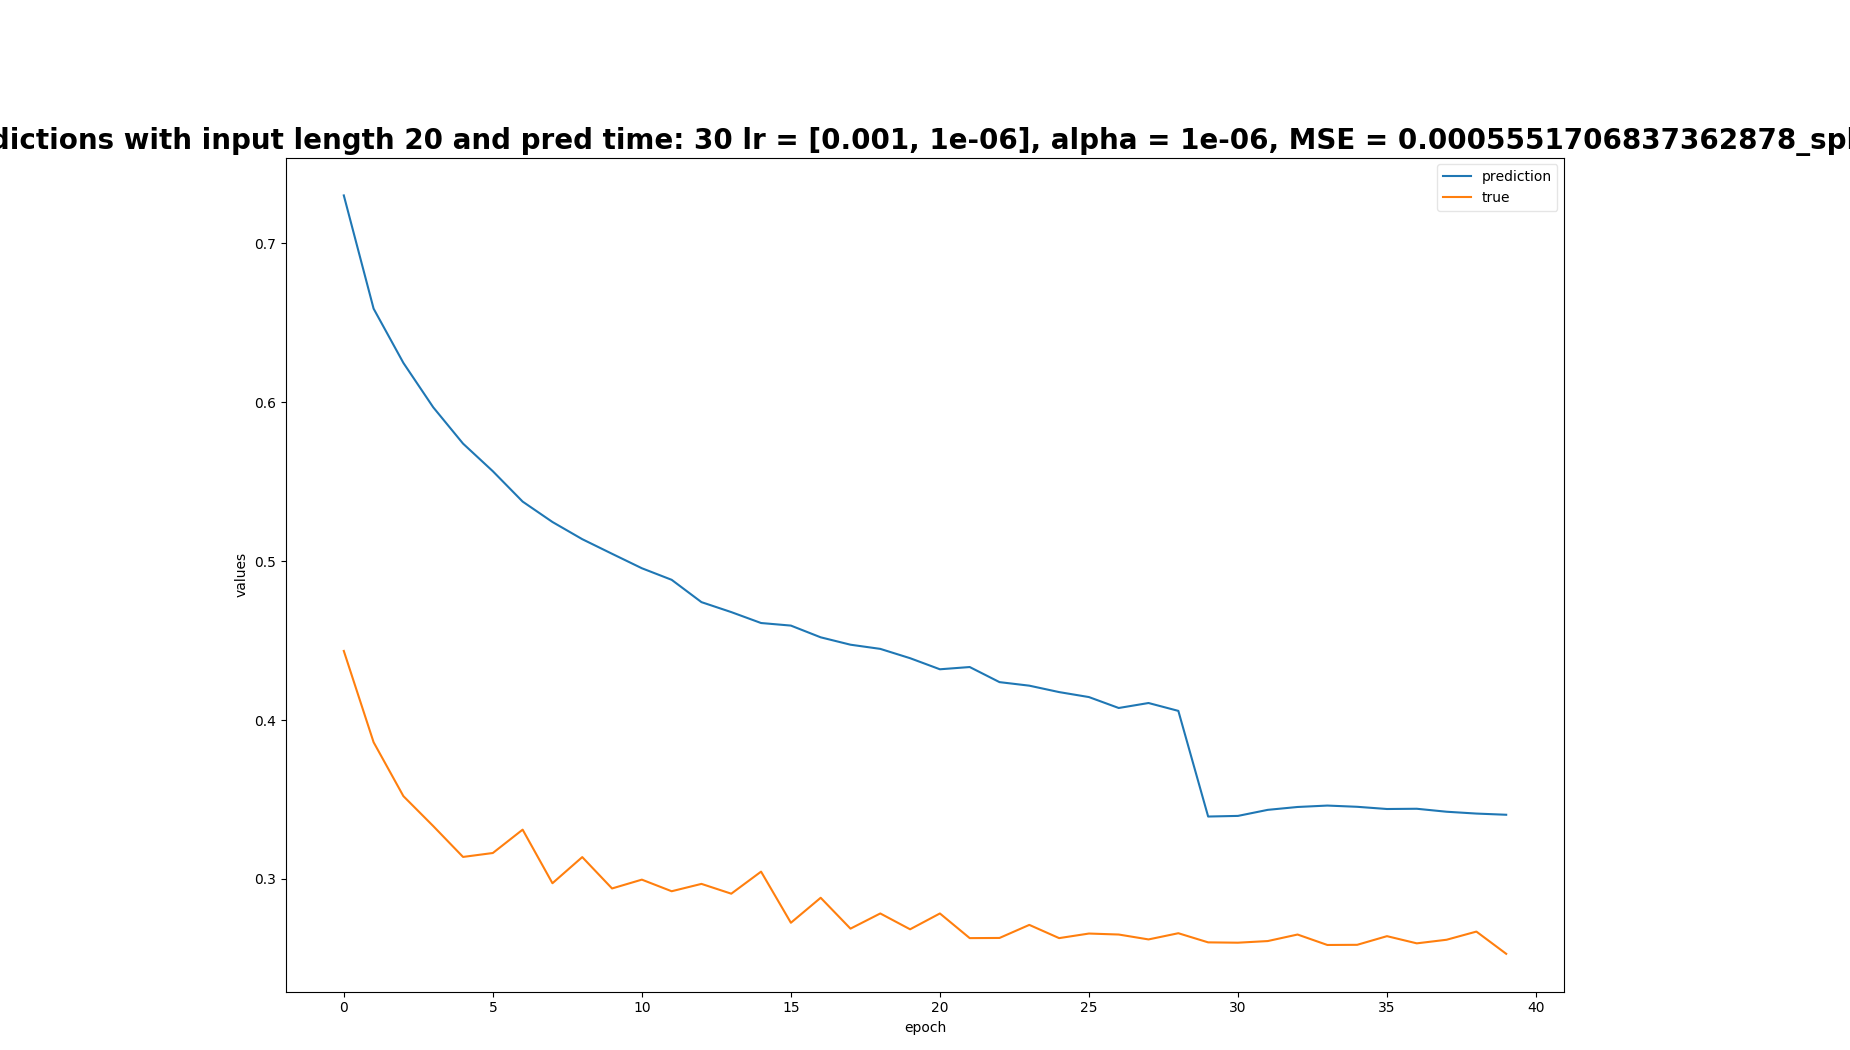 dictions with input length 20 and pred time: 30 lr = [0.001, 1e-06], alpha = 1e-06, MSE = 0.0005551706837362878_spl
prediction
true
0.7
0.6
0.5
0.4
0.3
values
0 5 10 15 20 25 30 35 40
epoch